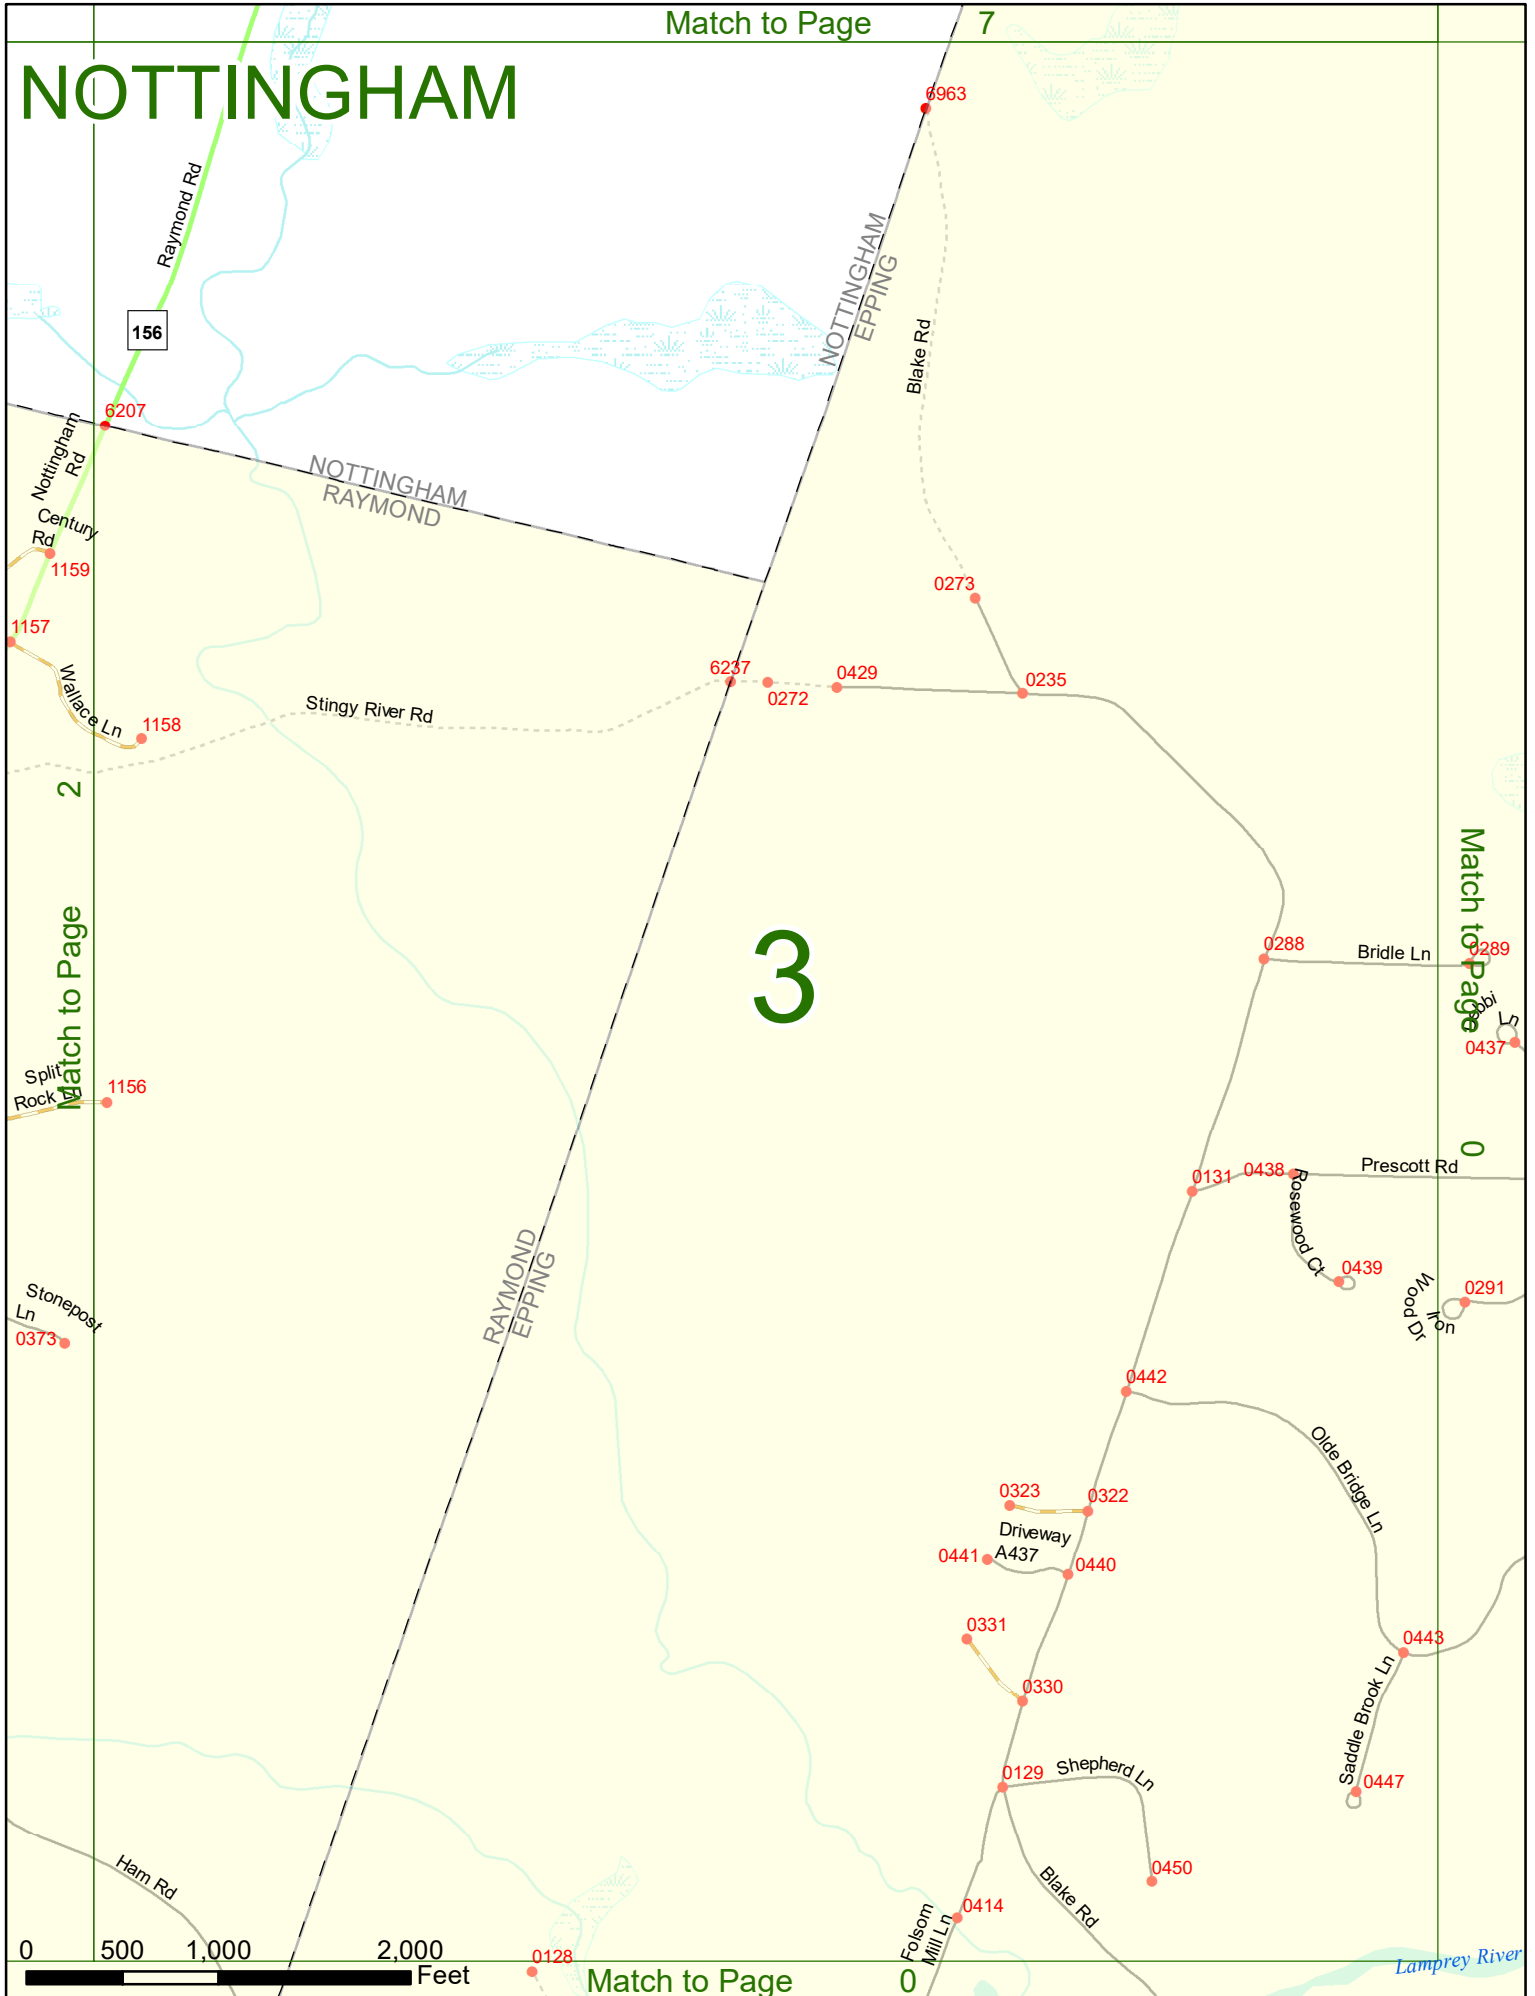 Match to Page 7
NOTTINGHAM
6963
Raymond Rd
156
NOTTINGHAM
EPPING
Blake Rd
6207
Nottingham
Rd
NOTTINGHAM
RAYMOND
Century
Rd
1159
0273
1157
Wallace Ln
1158
6237
0272
0429
0235
Stingy River Rd
2
Match to Page
Match to Page
0
3
0288
Bridle Ln
0289
Ln
0437
Split
Rock Ln
1156
0131
0438
Prescott Rd
Rosewood Ct
0439
0291
Iron
Wood Dr
RAYMOND
EPPING
Stonepost
Ln
0373
0442
Olde Bridge Ln
0323
0322
Driveway
A437
0441
0440
0331
0443
0330
Saddle Brook Ln
0447
0129
Shepherd Ln
0450
Ham Rd
Blake Rd
0414
Folsom
Mill Ln
0128
0 500 1,000 2,000
Feet
Match to Page 0
Lamprey River